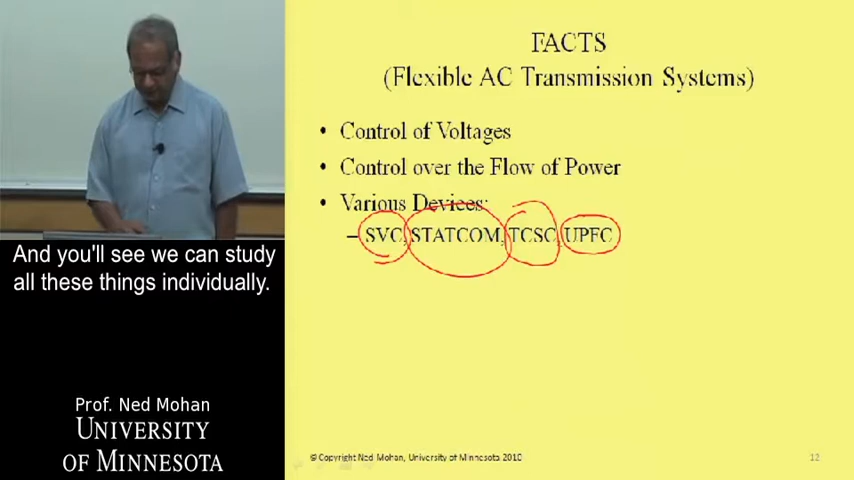 FACTS
(Flexible AC Transmission Systems)
• Control of Voltages
• Control over the Flow of Power
• Various Devices:
– SVC, STATCOM, TCSC, UPFC
And you'll see we can study
all these things individually.
Prof. Ned Mohan
UNIVERSITY
OF MINNESOTA
© Copyright Ned Mohan, University of Minnesota 2010
12